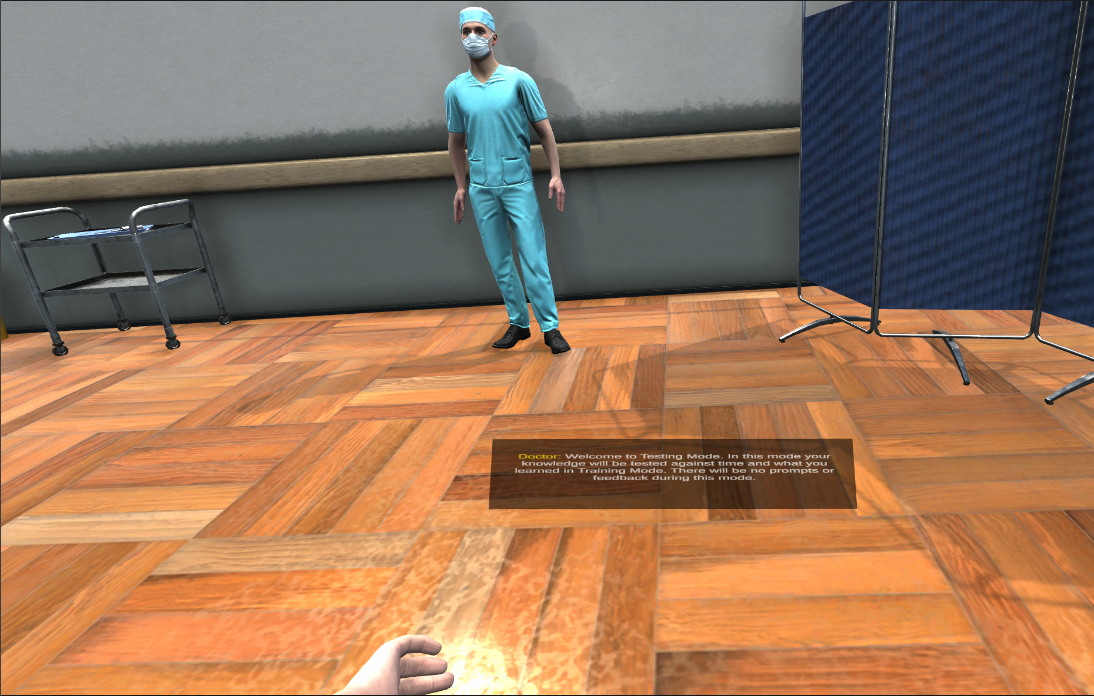 Doctor: Welcome to Testing Mode. In this mode your
knowledge will be tested against time and what you
learned in Training Mode. There will be no prompts or
feedback during this mode.